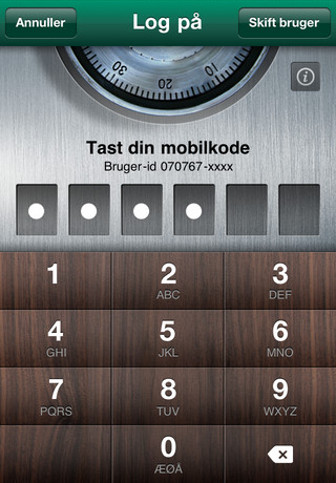 Annuller
Log på
Skift bruger
30
20
10
i
Tast din mobilkode
Bruger-id 070767-xxxx
1
2
3
ABC
DEF
4
5
6
GHI
JKL
MNO
7
8
9
PQRS
TUV
WXYZ
0
ÆØÅ